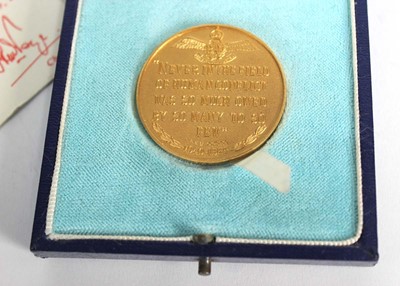 "NEVER IN THE FIELD
OF HUMAN CONFLICT
WAS SO MUCH OWED
BY SO MANY TO SO
FEW"